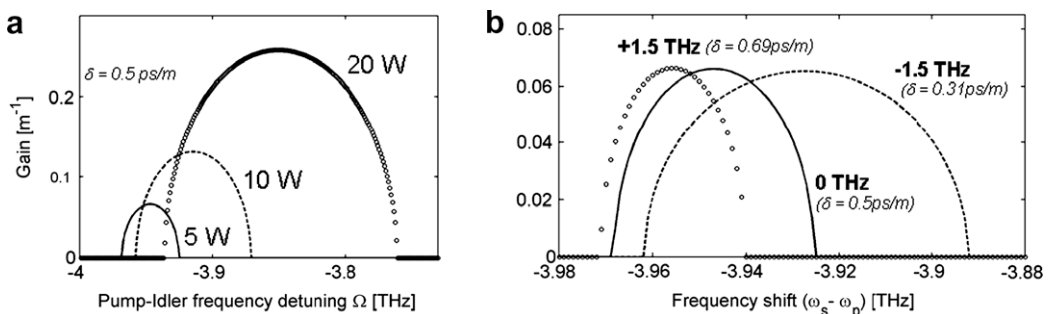 a
δ = 0.5 ps/m
20 W
10 W
5 W
Gain [m⁻¹]
0.2
0.1
0
-4
-3.9
-3.8
Pump-Idler frequency detuning Ω [THz]
b
+1.5 THz (δ = 0.69ps/m)
-1.5 THz
(δ = 0.31ps/m)
0 THz
(δ = 0.5ps/m)
0.08
0.06
0.04
0.02
0
-3.98
-3.96
-3.94
-3.92
-3.9
-3.88
Frequency shift (ωs- ωp) [THz]